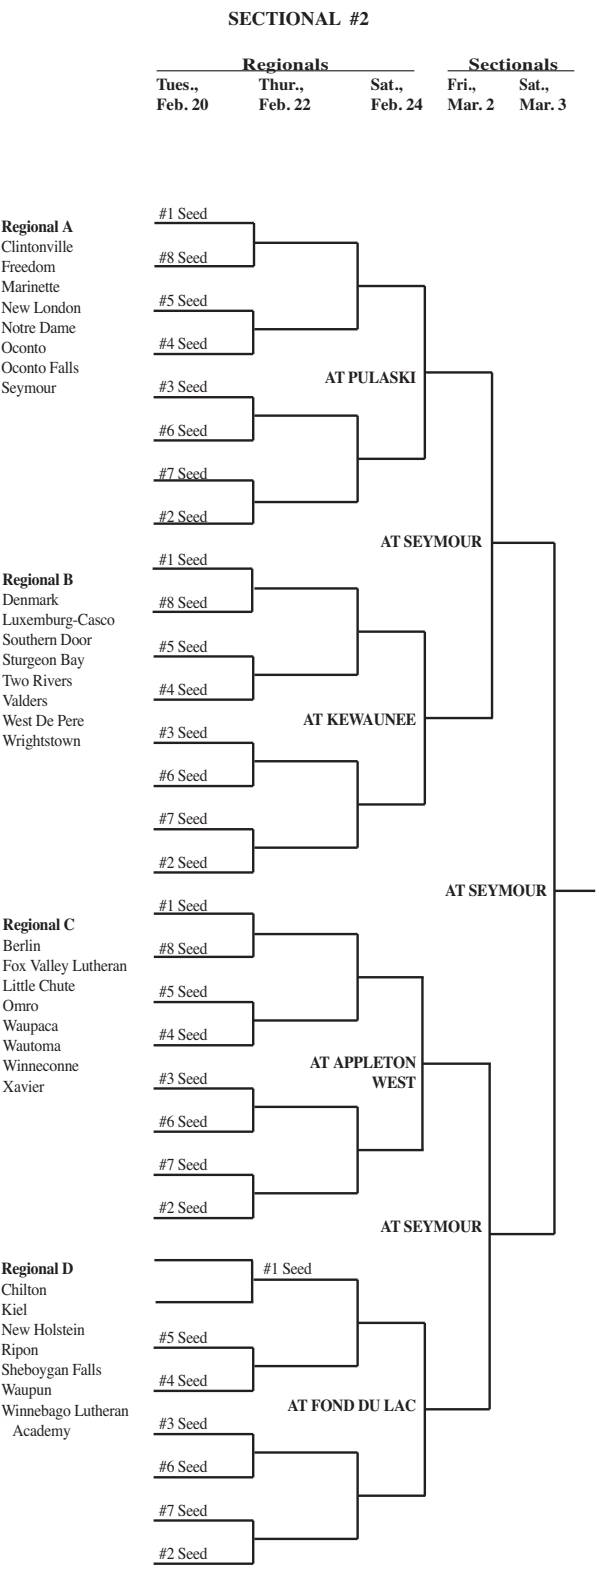 SECTIONAL #2
Regionals Sectionals
Tues., Thur., Sat., Fri., Sat.,
Feb. 20 Feb. 22 Feb. 24 Mar. 2 Mar. 3
#1 Seed
Regional A
Clintonville
#8 Seed
Freedom
Marinette
#5 Seed
New London
Notre Dame
#4 Seed
Oconto
Oconto Falls
AT PULASKI
#3 Seed
Seymour
#6 Seed
#7 Seed
#2 Seed
AT SEYMOUR
#1 Seed
Regional B
Denmark
#8 Seed
Luxemburg-Casco
Southern Door
#5 Seed
Sturgeon Bay
Two Rivers
#4 Seed
Valders
West De Pere
AT KEWAUNEE
#3 Seed
Wrightstown
#6 Seed
#7 Seed
#2 Seed
AT SEYMOUR
#1 Seed
Regional C
Berlin
#8 Seed
Fox Valley Lutheran
Little Chute
#5 Seed
Omro
Waupaca
#4 Seed
Wautoma
Winneconne
AT APPLETON
WEST
#3 Seed
Xavier
#6 Seed
#7 Seed
#2 Seed
AT SEYMOUR
Regional D
#1 Seed
Chilton
Kiel
New Holstein
#5 Seed
Ripon
Sheboygan Falls
#4 Seed
Waupun
AT FOND DU LAC
Winnebago Lutheran
Academy
#3 Seed
#6 Seed
#7 Seed
#2 Seed